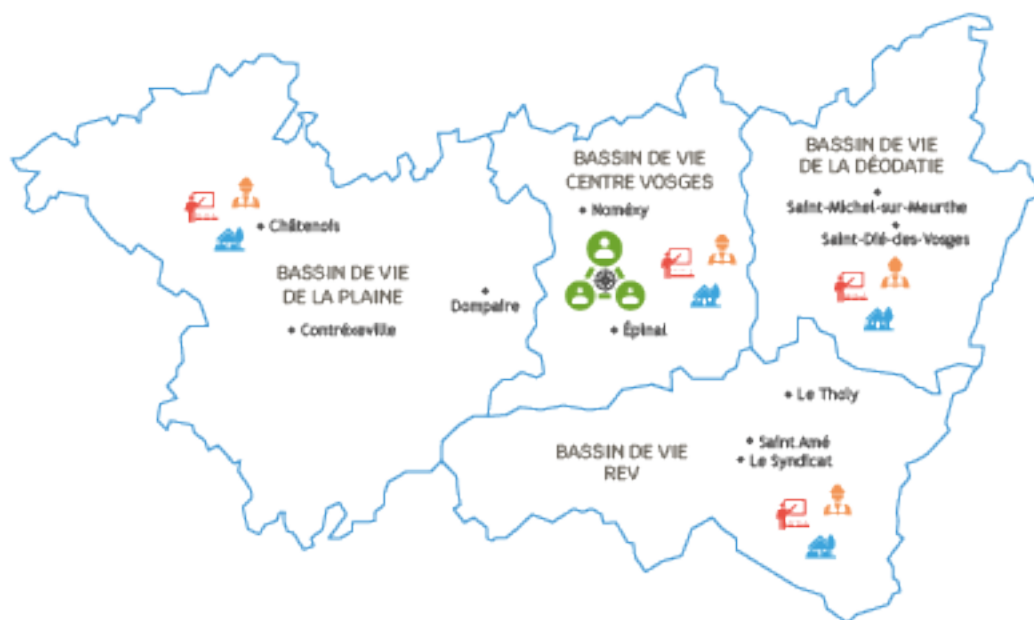 BASSIN DE VIE
CENTRE VOSGES
Noméxy
Épinal
BASSIN DE VIE
DE LA DÉODATIE
Saint-Michel-sur-Meurthe
Saint-Dié-des-Vosges
Châtenois
BASSIN DE VIE
DE LA PLAINE
Contréxeville
Dompaire
Le Tholy
BASSIN DE VIE
REV
Saint Amé
Le Syndicat